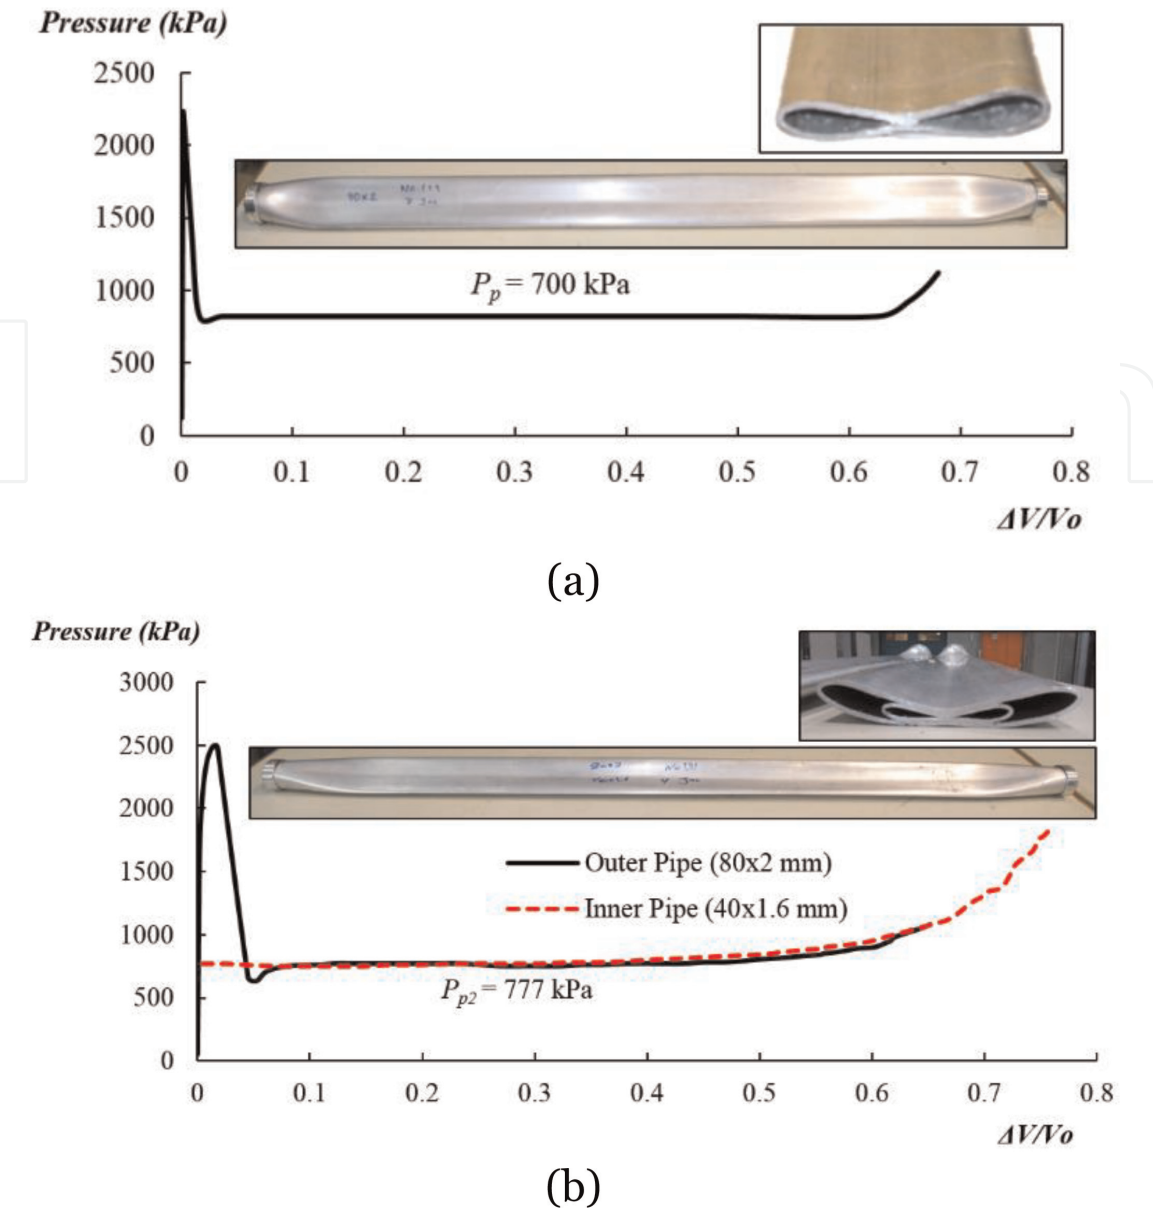 Pressure (kPa)
2500
2000
1500
1000
500
0
P_p = 700 kPa
0 0.1 0.2 0.3 0.4 0.5 0.6 0.7 0.8
ΔV/Vo
(a)
Pressure (kPa)
3000
2500
2000
1500
1000
500
0
Outer Pipe (80x2 mm)
Inner Pipe (40x1.6 mm)
P_p2 = 777 kPa
0 0.1 0.2 0.3 0.4 0.5 0.6 0.7 0.8
ΔV/Vo
(b)